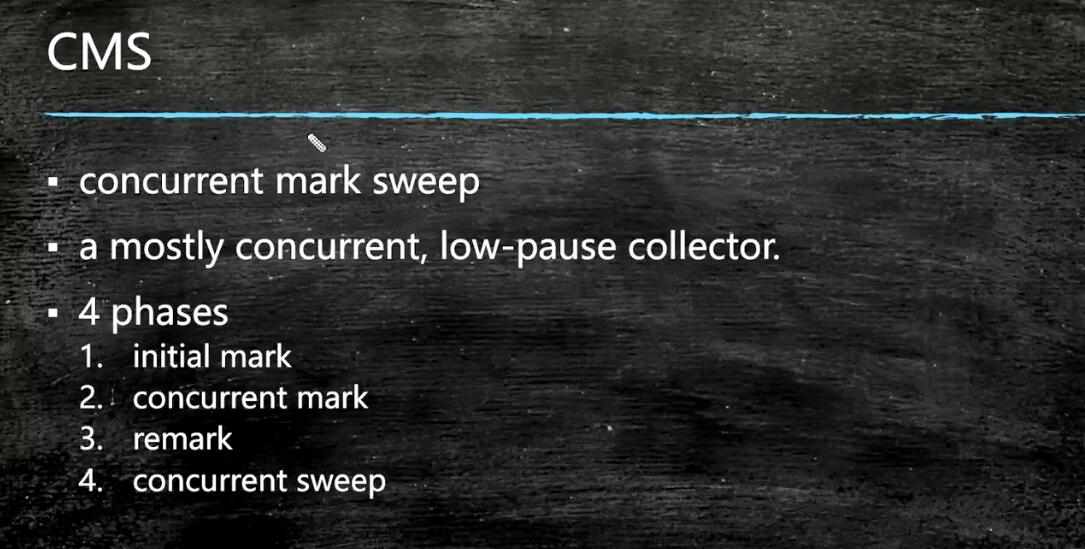 CMS
▪ concurrent mark sweep
▪ a mostly concurrent, low-pause collector.
▪ 4 phases
1. initial mark
2. concurrent mark
3. remark
4. concurrent sweep